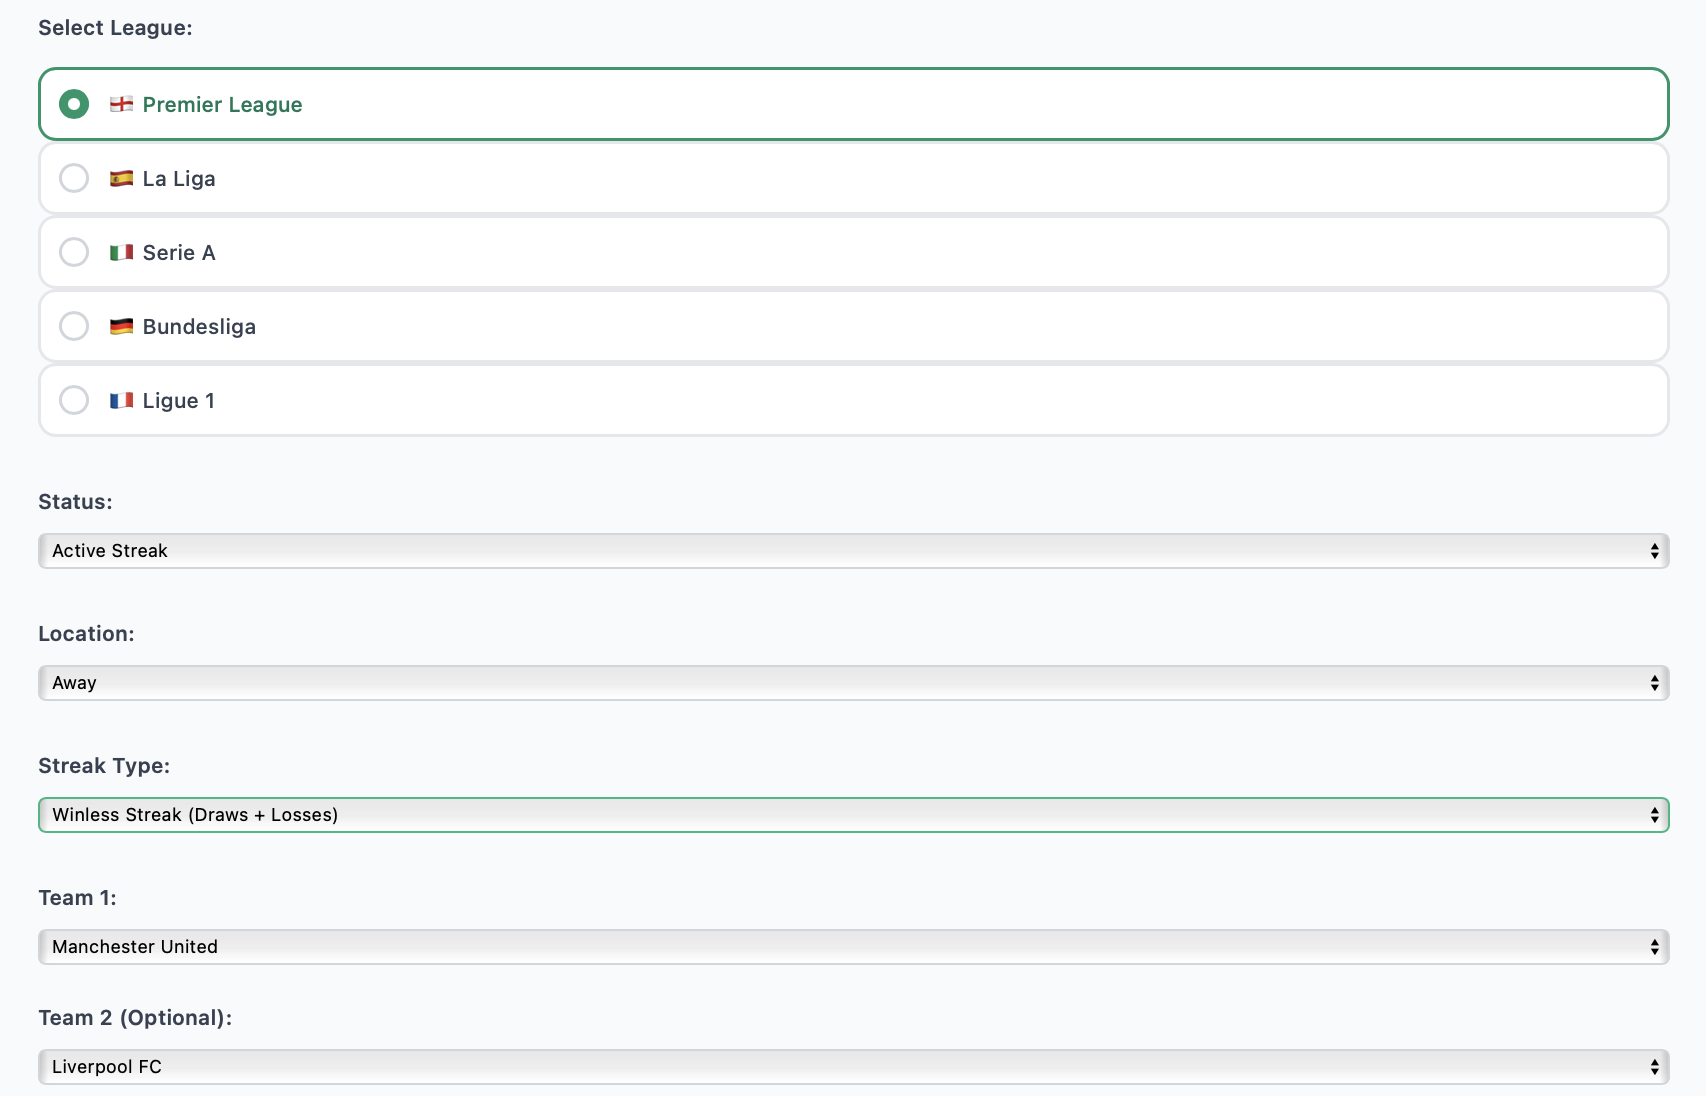 Select League:
Premier League
La Liga
Serie A
Bundesliga
Ligue 1
Status:
Active Streak
Location:
Away
Streak Type:
Winless Streak (Draws + Losses)
Team 1:
Manchester United
Team 2 (Optional):
Liverpool FC